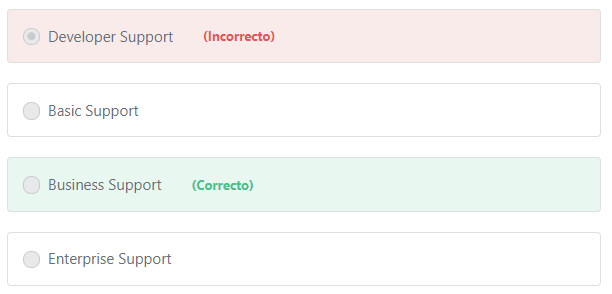 Developer Support (Incorrecto)
Basic Support
Business Support (Correcto)
Enterprise Support